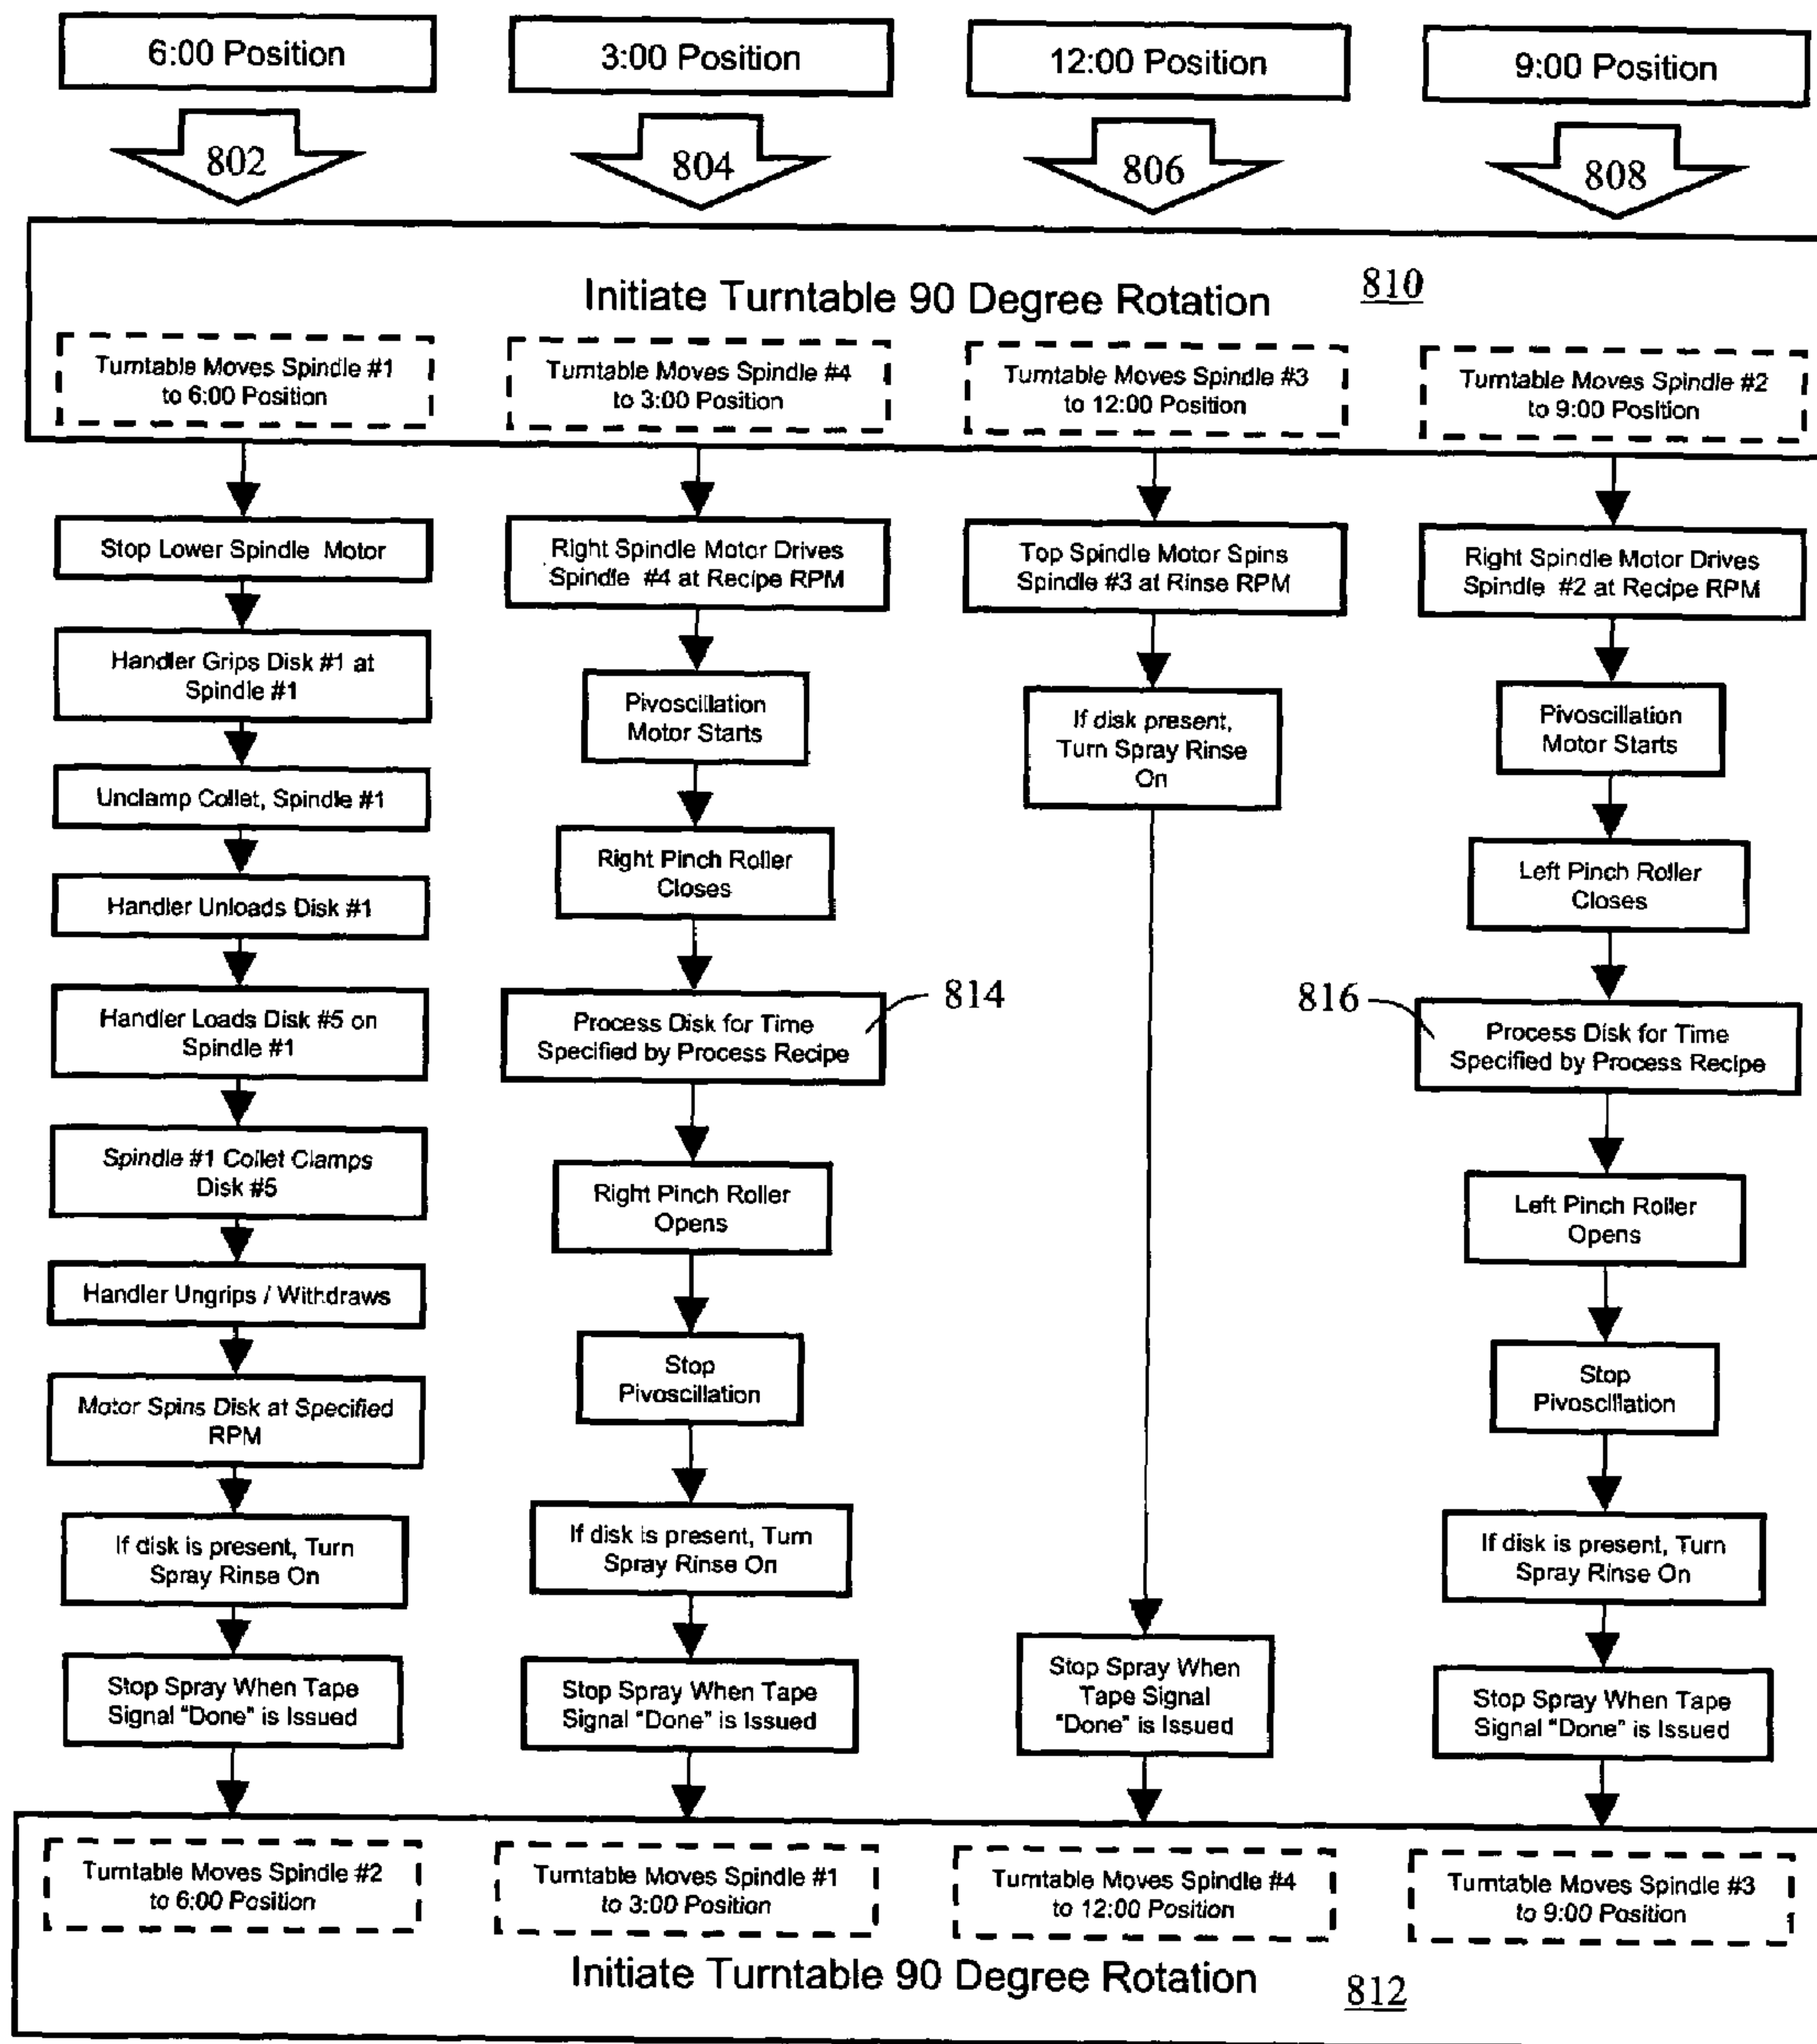 6:00 Position
3:00 Position
12:00 Position
9:00 Position
802
804
806
808
Initiate Turntable 90 Degree Rotation
810
Turntable Moves Spindle #1
to 6:00 Position
Turntable Moves Spindle #4
to 3:00 Position
Turntable Moves Spindle #3
to 12:00 Position
Turntable Moves Spindle #2
to 9:00 Position
Stop Lower Spindle Motor
Handler Grips Disk #1 at
Spindle #1
Unclamp Collet, Spindle #1
Handler Unloads Disk #1
Handler Loads Disk #5 on
Spindle #1
Spindle #1 Collet Clamps
Disk #5
Handler Ungrips / Withdraws
Motor Spins Disk at Specified
RPM
If disk is present, Turn
Spray Rinse On
Stop Spray When Tape
Signal "Done" is Issued
Right Spindle Motor Drives
Spindle #4 at Recipe RPM
Pivoscillation
Motor Starts
Right Pinch Roller
Closes
814
Process Disk for Time
Specified by Process Recipe
Right Pinch Roller
Opens
Stop
Pivoscillation
If disk is present, Turn
Spray Rinse On
Stop Spray When Tape
Signal "Done" is Issued
Top Spindle Motor Spins
Spindle #3 at Rinse RPM
If disk present,
Turn Spray Rinse
On
Stop Spray When
Tape Signal
"Done" is Issued
Right Spindle Motor Drives
Spindle #2 at Recipe RPM
Pivoscillation
Motor Starts
Left Pinch Roller
Closes
816
Process Disk for Time
Specified by Process Recipe
Left Pinch Roller
Opens
Stop
Pivoscillation
If disk is present, Turn
Spray Rinse On
Stop Spray When Tape
Signal "Done" is Issued
Turntable Moves Spindle #2
to 6:00 Position
Turntable Moves Spindle #1
to 3:00 Position
Turntable Moves Spindle #4
to 12:00 Position
Turntable Moves Spindle #3
to 9:00 Position
Initiate Turntable 90 Degree Rotation
812